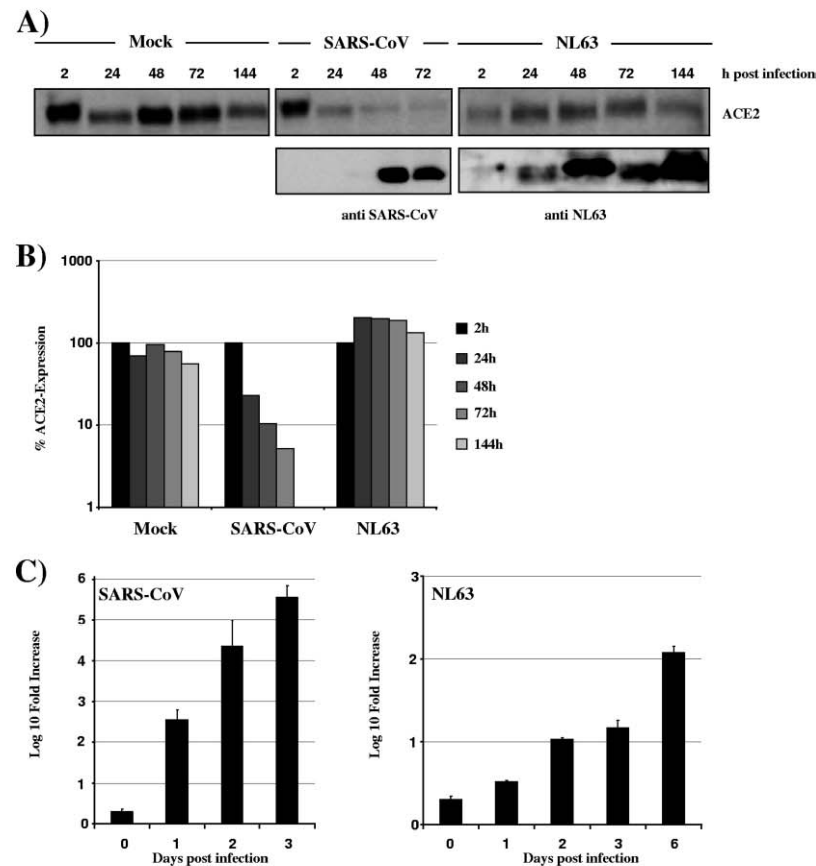 A)
Mock SARS-CoV NL63
2 24 48 72 144 2 24 48 72 2 24 48 72 144 h post infection
ACE2
anti SARS-CoV anti NL63
B)
1000
100
10
1
% ACE2-Expression
Mock SARS-CoV NL63
2h
24h
48h
72h
144h
C)
SARS-CoV
6
5
4
3
2
1
0
Log 10 Fold Increase
0 1 2 3
Days post infection
NL63
3
2
1
0
Log 10 Fold Increase
0 1 2 3 6
Days post infection